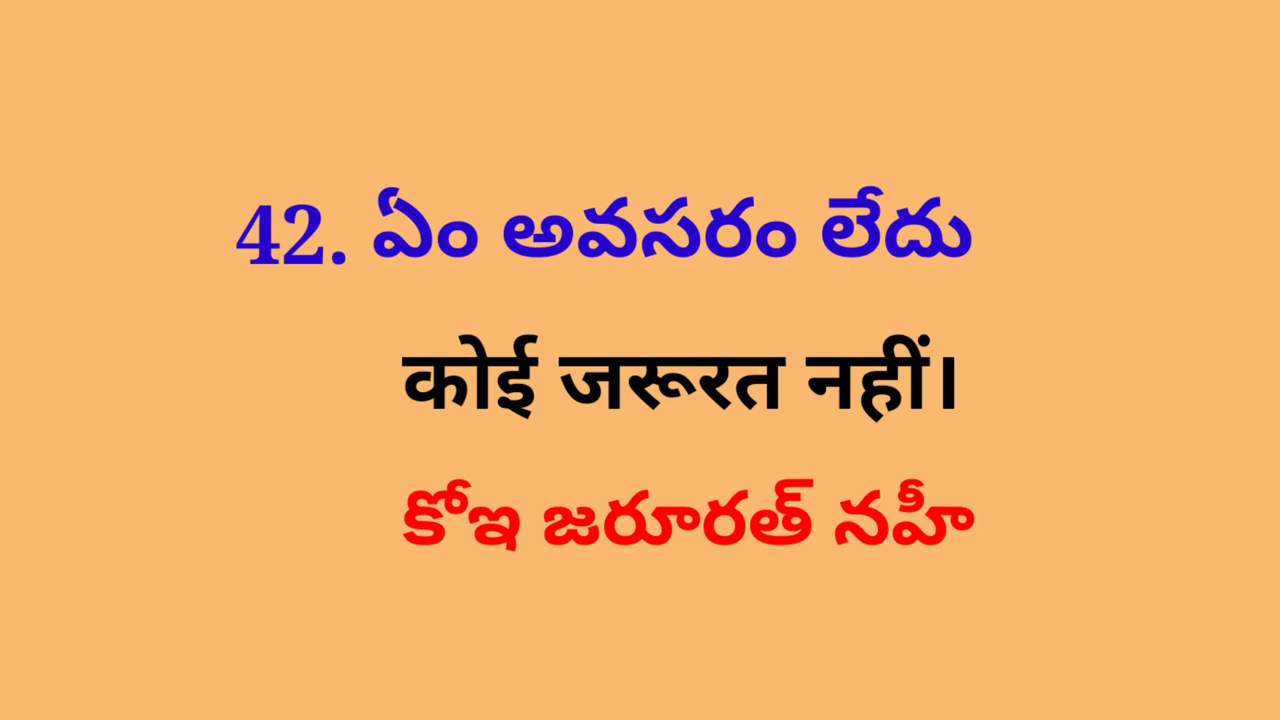 42. ఏం అవసరం లేదు
कोई जरूरत नहीं।
కోఇ జరూరత్ నహీ